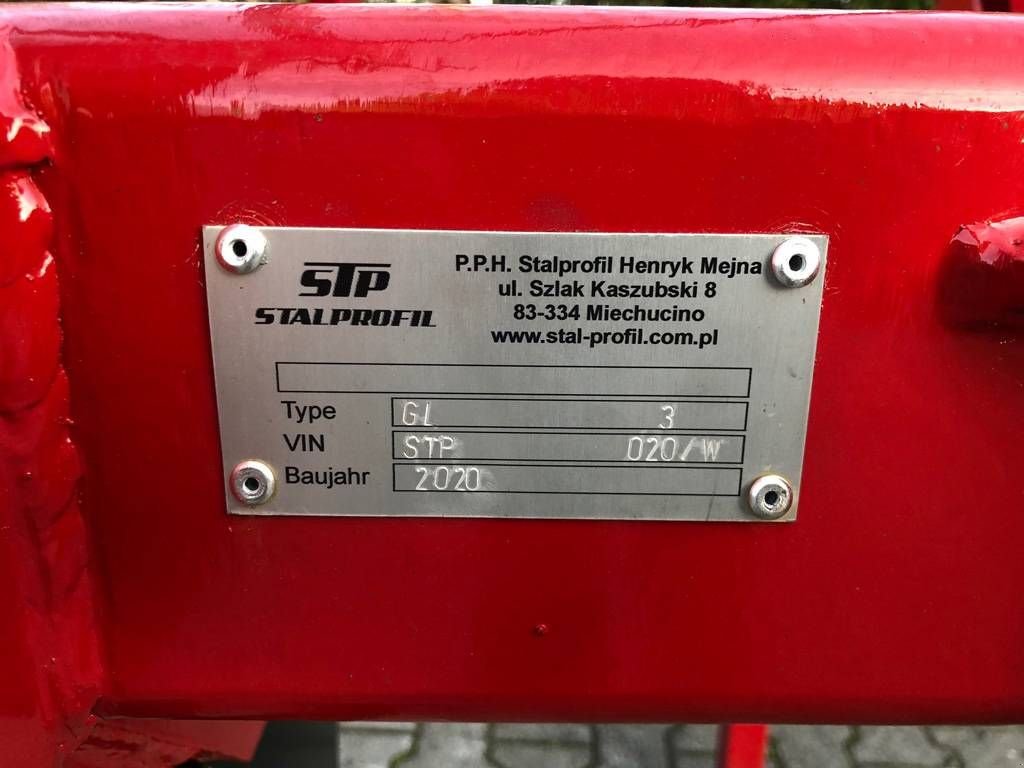 STP
STALPROFIL
P.P.H. Stalprofil Henryk Mejna
ul. Szlak Kaszubski 8
83-334 Miechucino
www.stal-profil.com.pl
Type GL 3
VIN STP 020/W
Baujahr 2020